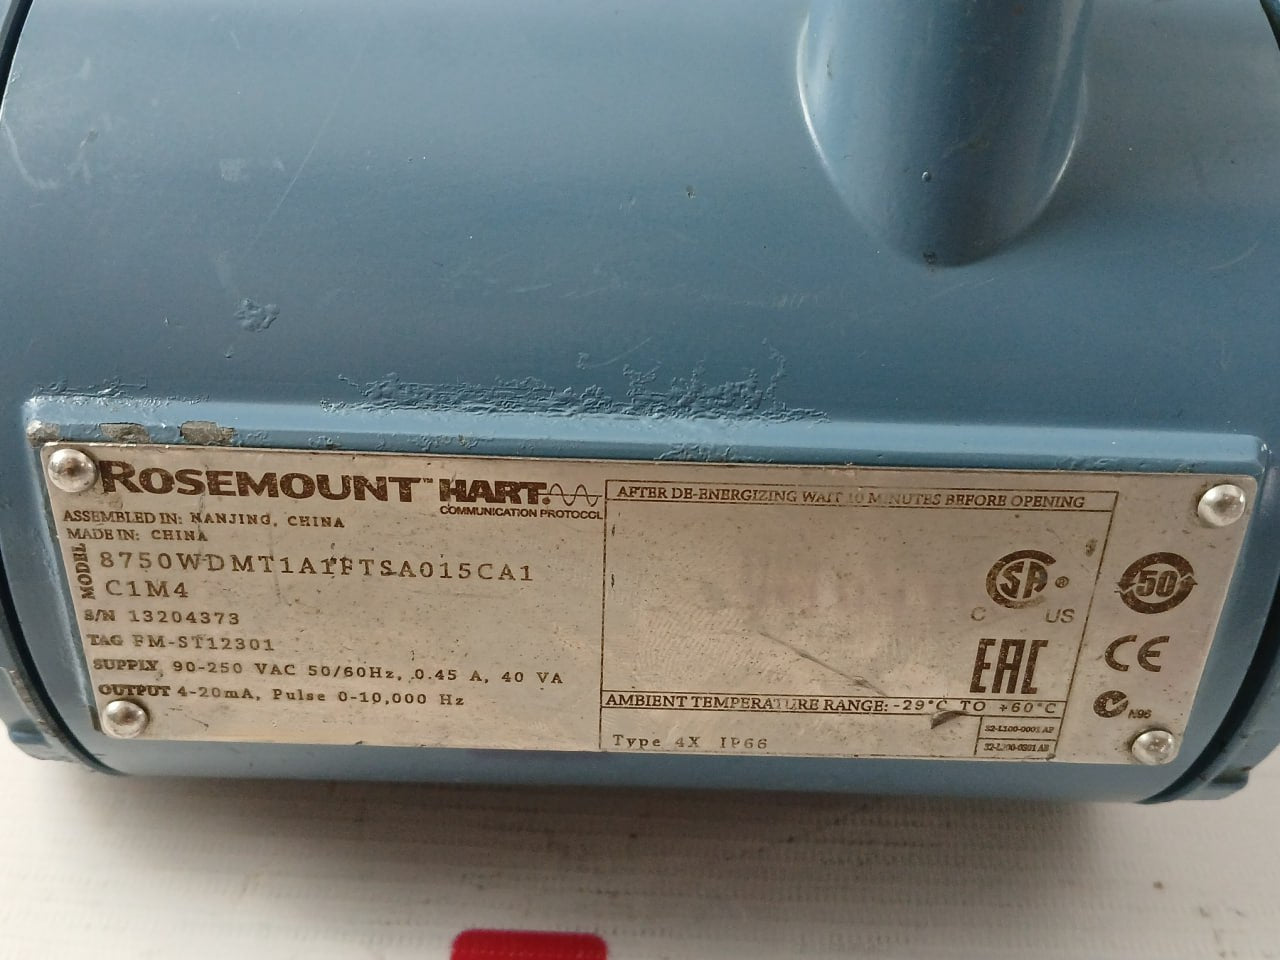 ROSEMOUNT™ HART
COMMUNICATION PROTOCOL
ASSEMBLED IN: NANJING, CHINA
MADE IN: CHINA
MODEL
8750WDMT1A1FTSA015CA1
C1M4
S/N 13204373
TAG FM-ST12301
SUPPLY 90-250 VAC 50/60Hz, 0.45 A, 40 VA
OUTPUT 4-20mA, Pulse 0-10,000 Hz
AFTER DE-ENERGIZING WAIT 10 MINUTES BEFORE OPENING
SA ®
C US
EAC
AMBIENT TEMPERATURE RANGE: -29°C TO +60°C
Type 4X IP66
50
CE
N96